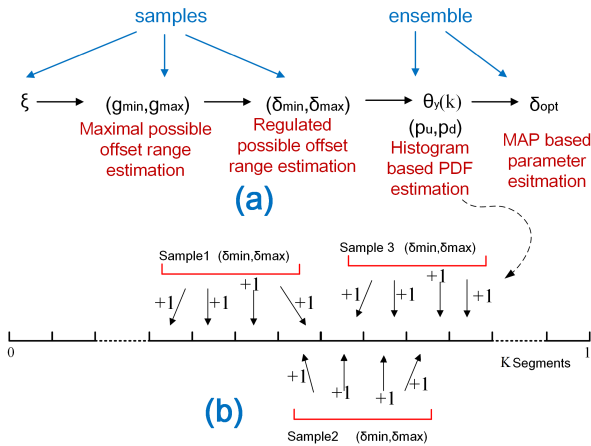 samples
ensemble
ξ
(gmin,gmax)
(δmin,δmax)
θy(k)
δopt
(pu,pd)
Maximal possible
offset range
estimation
Regulated
possible offset
range estimation
Histogram
based PDF
estimation
MAP based
parameter
esitmation
(a)
Sample1 (δmin,δmax)
Sample 3 (δmin,δmax)
+1
+1
+1
+1
+1
+1
+1
+1
0
K Segments
1
+1
+1
+1
+1
(b)
Sample2 (δmin,δmax)